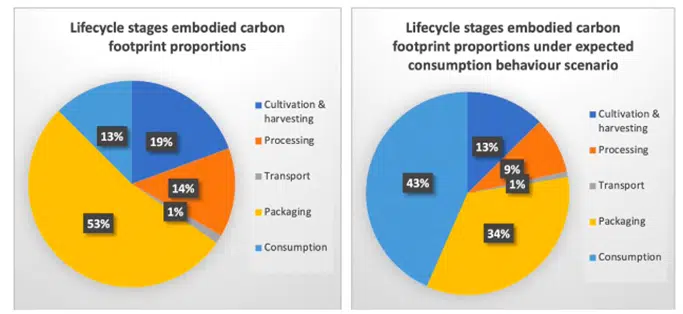 Lifecycle stages embodied carbon
footprint proportions
13%
19%
14%
1%
53%
Cultivation &
harvesting
Processing
Transport
Packaging
Consumption
Lifecycle stages embodied carbon
footprint proportions under expected
consumption behaviour scenario
13%
9%
1%
43%
34%
Cultivation &
harvesting
Processing
Transport
Packaging
Consumption